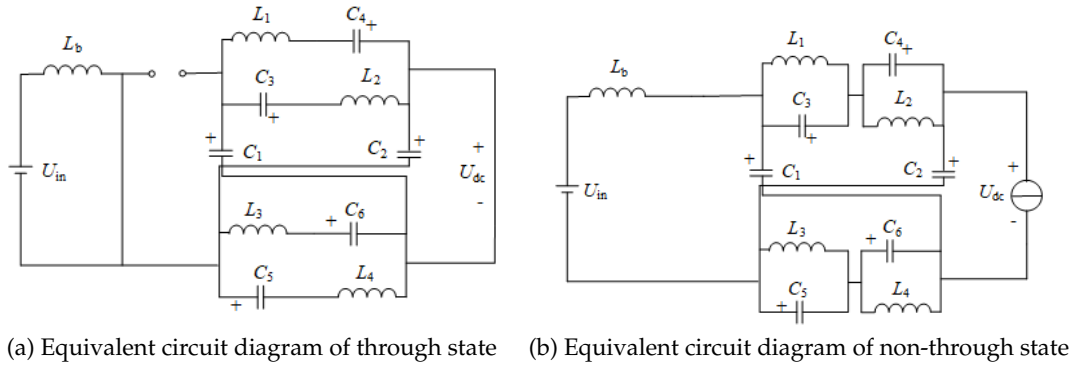 L1
C4
+
Lb
C3
L2
+
+
+
C1
C2
+
Uin
Udc
-
L3
+
C6
C5
L4
+
L1
C4
+
Lb
C3
L2
+
+
+
C1
C2
+
Uin
Udc
-
L3
C6
+
C5
+
L4
(a) Equivalent circuit diagram of through state
(b) Equivalent circuit diagram of non-through state